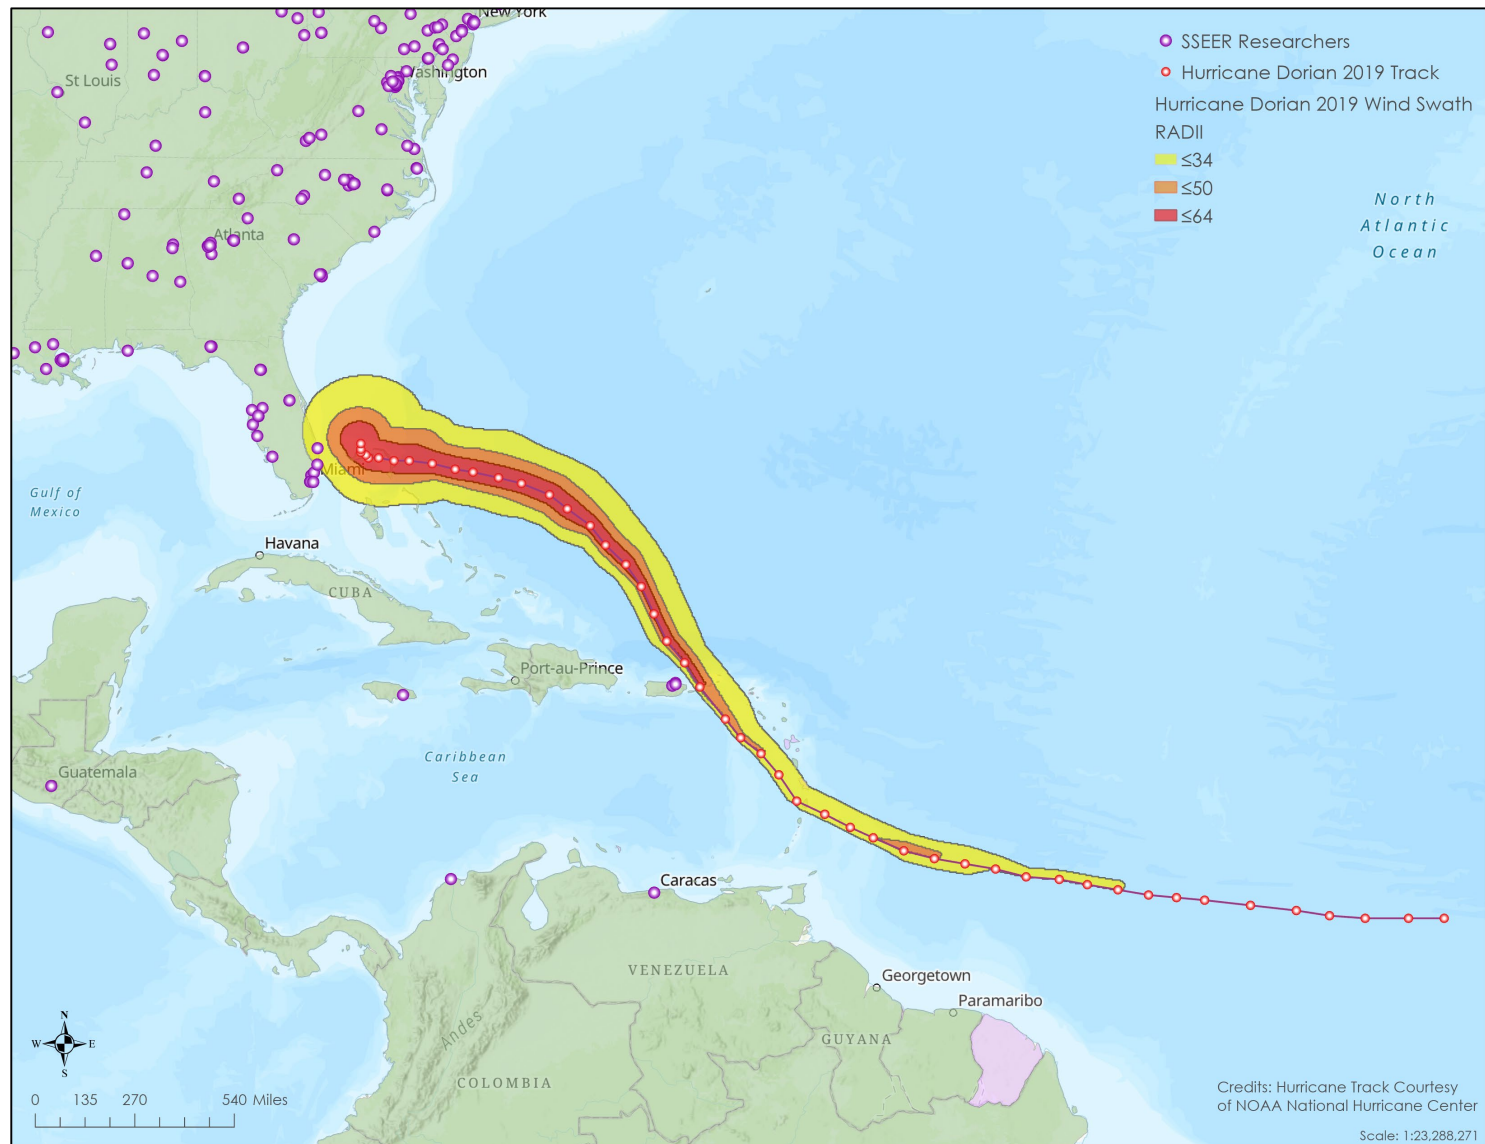 New York
SSEER Researchers
Washington
Hurricane Dorian 2019 Track
St Louis
Hurricane Dorian 2019 Wind Swath
RADII
≤34
≤50
≤64
North
Atlantic
Ocean
Atlanta
Miami
Gulf of
Mexico
Havana
CUBA
Port-au-Prince
Caribbean
Sea
Guatemala
Caracas
VENEZUELA
Georgetown
Paramaribo
Andes
GUYANA
COLOMBIA
N
W E
S
0 135 270 540 Miles
Credits: Hurricane Track Courtesy
of NOAA National Hurricane Center
Scale: 1:23,288,271